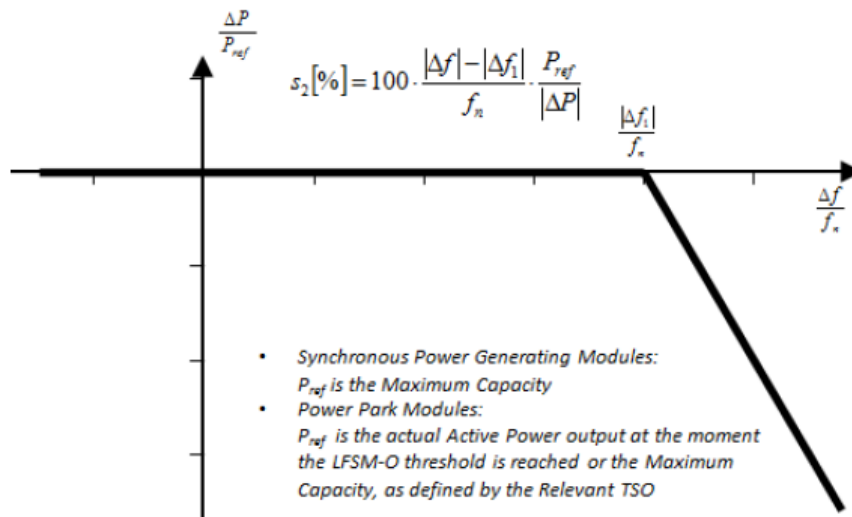 ΔP
P_ref
s₂[%] = 100 · (|Δf| − |Δf₁|) / f_n · P_ref / |ΔP|
|Δf₁|
f_n
Δf
f_n
• Synchronous Power Generating Modules:
P_ref is the Maximum Capacity
• Power Park Modules:
P_ref is the actual Active Power output at the moment
the LFSM-O threshold is reached or the Maximum
Capacity, as defined by the Relevant TSO